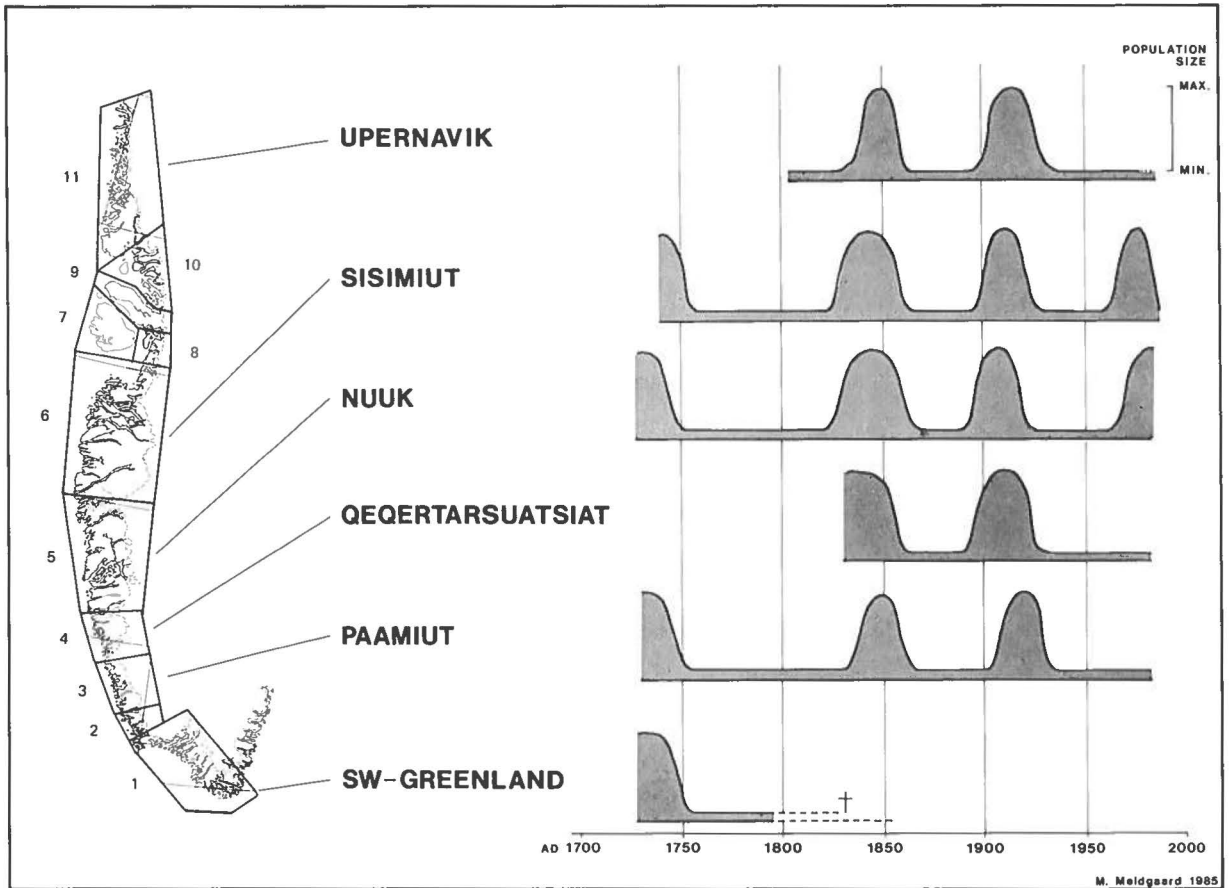 POPULATION
SIZE
MAX.
MIN.
UPERNAVIK
SISIMIUT
NUUK
QEQERTARSUATSIAT
PAAMIUT
SW-GREENLAND
11
10
9
7
8
6
5
4
3
2
1
†
AD 1700 1750 1800 1850 1900 1950 2000
M. Meldgaard 1985